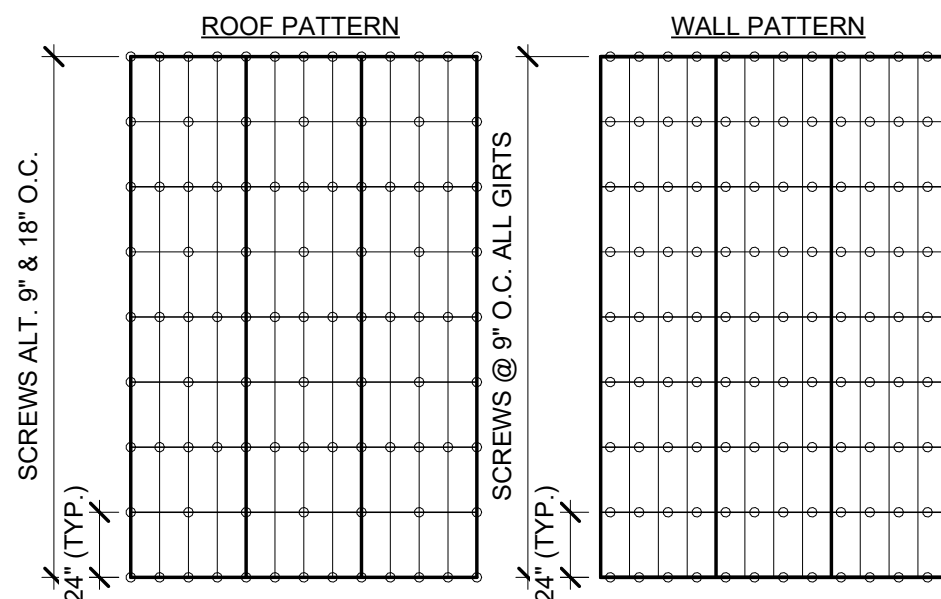 ROOF PATTERN
WALL PATTERN
SCREWS ALT. 9" & 18" O.C.
24" (TYP.)
SCREWS @ 9" O.C. ALL GIRTS
24" (TYP.)